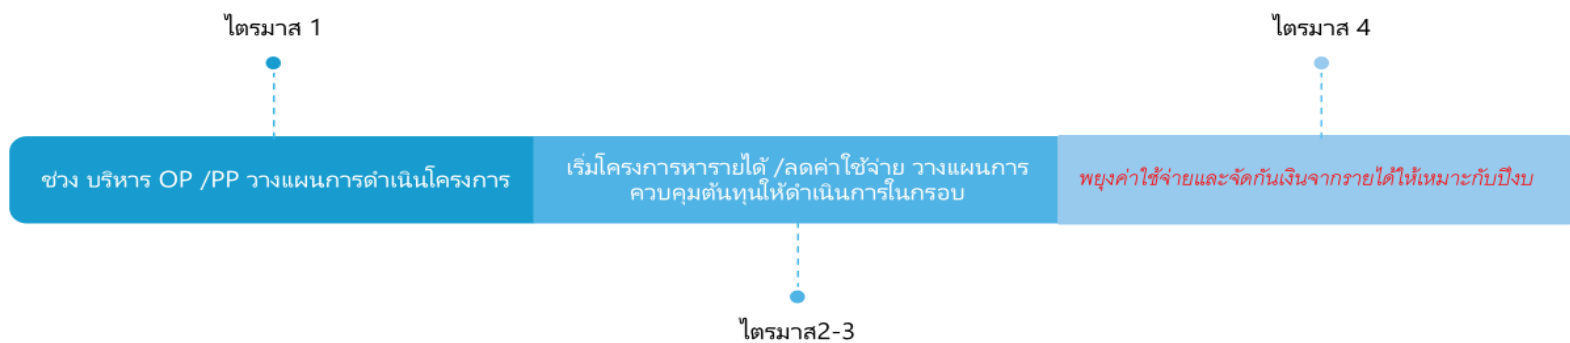 ไตรมาส 1
ไตรมาส 4
ช่วง บริหาร OP /PP วางแผนการดำเนินโครงการ
เริ่มโครงการหารายได้ /ลดค่าใช้จ่าย วางแผนการ
ควบคุมต้นทุนให้ดำเนินการในกรอบ
พยุงค่าใช้จ่ายและจัดกันเงินจากรายได้ให้เหมาะกับปีงบ
ไตรมาส2-3